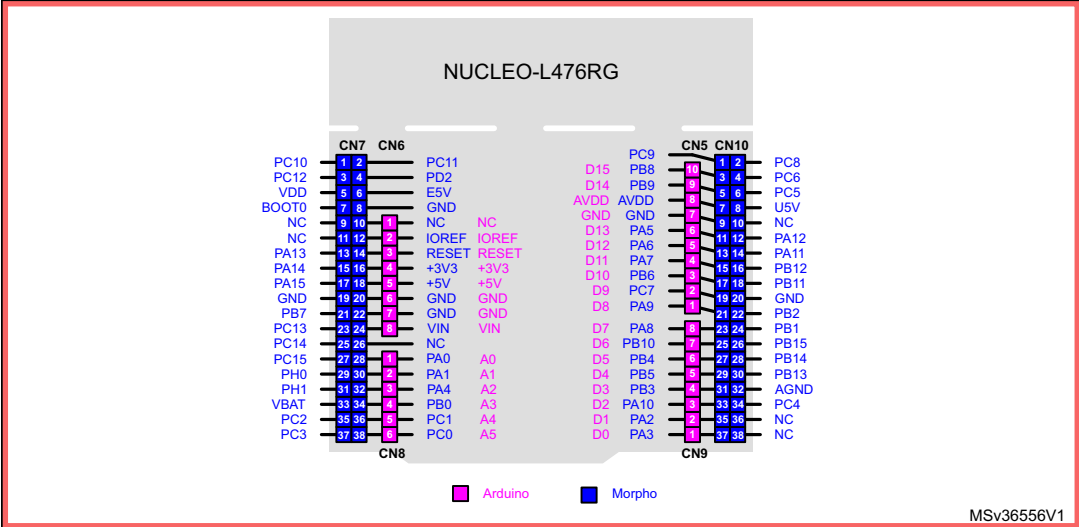 NUCLEO-L476RG
CN7 CN6 CN5 CN10
PC9
PC10 1 2 PC11 D15 PB8 10 1 2 PC8
PC12 3 4 PD2 D14 PB9 9 3 4 PC6
VDD 5 6 E5V AVDD AVDD 8 5 6 PC5
BOOT0 7 8 GND GND GND 7 7 8 U5V
NC 9 10 1 NC NC D13 PA5 6 9 10 NC
NC 11 12 2 IOREF IOREF D12 PA6 5 11 12 PA12
PA13 13 14 3 RESET RESET D11 PA7 4 13 14 PA11
PA14 15 16 4 +3V3 +3V3 D10 PB6 3 15 16 PB12
PA15 17 18 5 +5V +5V D9 PC7 2 17 18 PB11
GND 19 20 6 GND GND D8 PA9 1 19 20 GND
PB7 21 22 7 GND GND 21 22 PB2
PC13 23 24 8 VIN VIN D7 PA8 8 23 24 PB1
PC14 25 26 NC D6 PB10 7 25 26 PB15
PC15 27 28 1 PA0 A0 D5 PB4 6 27 28 PB14
PH0 29 30 2 PA1 A1 D4 PB5 5 29 30 PB13
PH1 31 32 3 PA4 A2 D3 PB3 4 31 32 AGND
VBAT 33 34 4 PB0 A3 D2 PA10 3 33 34 PC4
PC2 35 36 5 PC1 A4 D1 PA2 2 35 36 NC
PC3 37 38 6 PC0 A5 D0 PA3 1 37 38 NC
CN8 CN9
Arduino Morpho
MSv36556V1